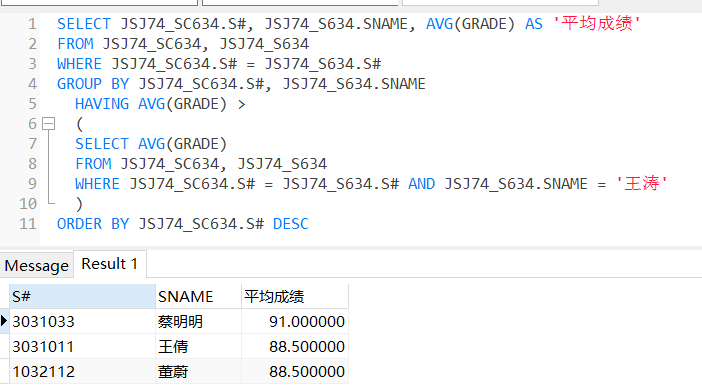 1 SELECT JSJ74_SC634.S#, JSJ74_S634.SNAME, AVG(GRADE) AS '平均成绩'
2 FROM JSJ74_SC634, JSJ74_S634
3 WHERE JSJ74_SC634.S# = JSJ74_S634.S#
4 GROUP BY JSJ74_SC634.S#, JSJ74_S634.SNAME
5 HAVING AVG(GRADE) >
6 (
7 SELECT AVG(GRADE)
8 FROM JSJ74_SC634, JSJ74_S634
9 WHERE JSJ74_SC634.S# = JSJ74_S634.S# AND JSJ74_S634.SNAME = '王涛'
10 )
11 ORDER BY JSJ74_SC634.S# DESC
Message Result 1
S# SNAME 平均成绩
3031033 蔡明明 91.000000
3031011 王倩 88.500000
1032112 董蔚 88.500000